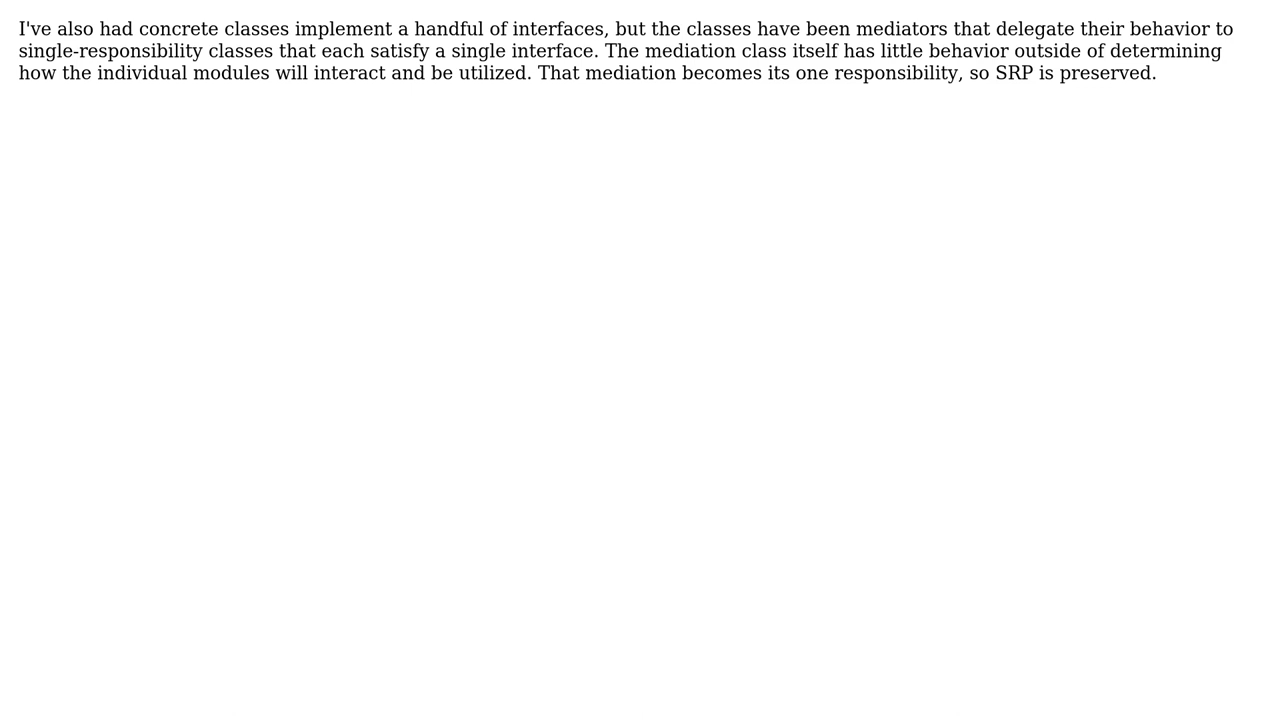 I've also had concrete classes implement a handful of interfaces, but the classes have been mediators that delegate their behavior to
single-responsibility classes that each satisfy a single interface. The mediation class itself has little behavior outside of determining
how the individual modules will interact and be utilized. That mediation becomes its one responsibility, so SRP is preserved.